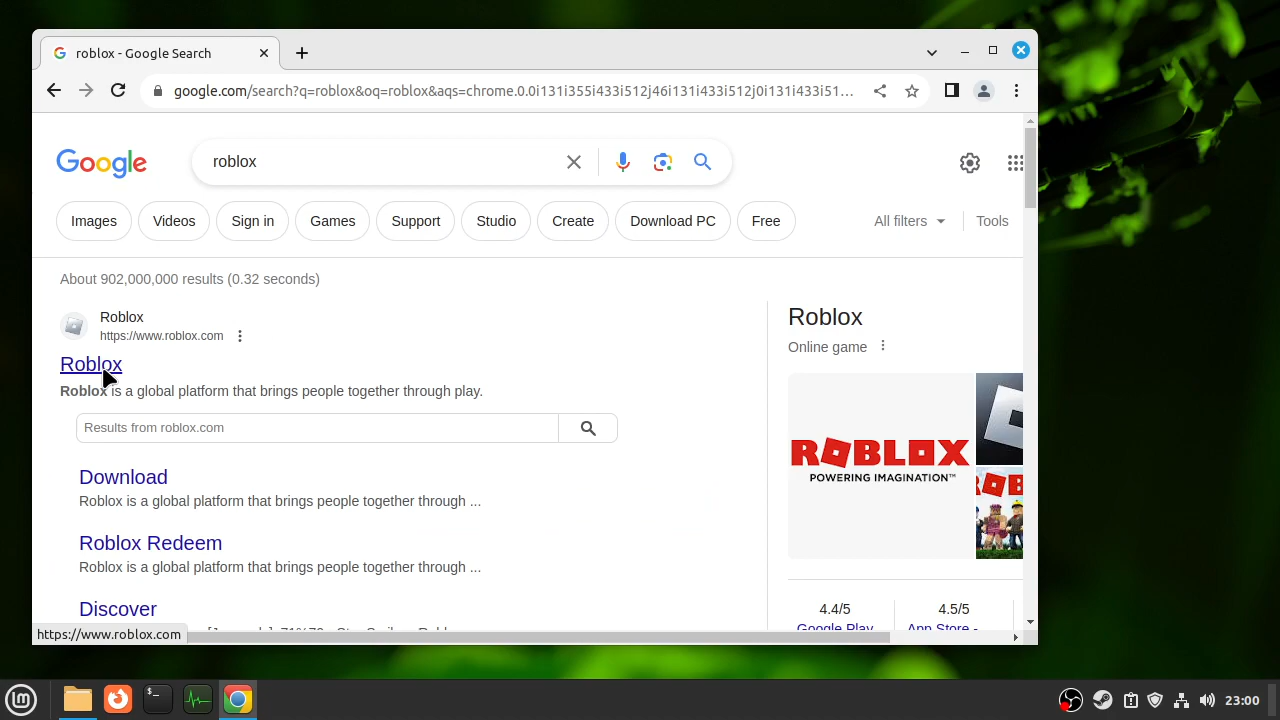 roblox - Google Search
google.com/search?q=roblox&oq=roblox&aqs=chrome.0.0i131i355i433i512j46i131i433i512j0i131i433i51...
Google
roblox
Images
Videos
Sign in
Games
Support
Studio
Create
Download PC
Free
All filters
Tools
About 902,000,000 results (0.32 seconds)
Roblox
https://www.roblox.com
Roblox
Roblox is a global platform that brings people together through play.
Results from roblox.com
Download
Roblox is a global platform that brings people together through ...
Roblox Redeem
Roblox is a global platform that brings people together through ...
Discover
https://www.roblox.com
Roblox
Online game
ROBLOX
POWERING IMAGINATION™
4.4/5
Google Play
4.5/5
App Store -
$_
lm
23:00